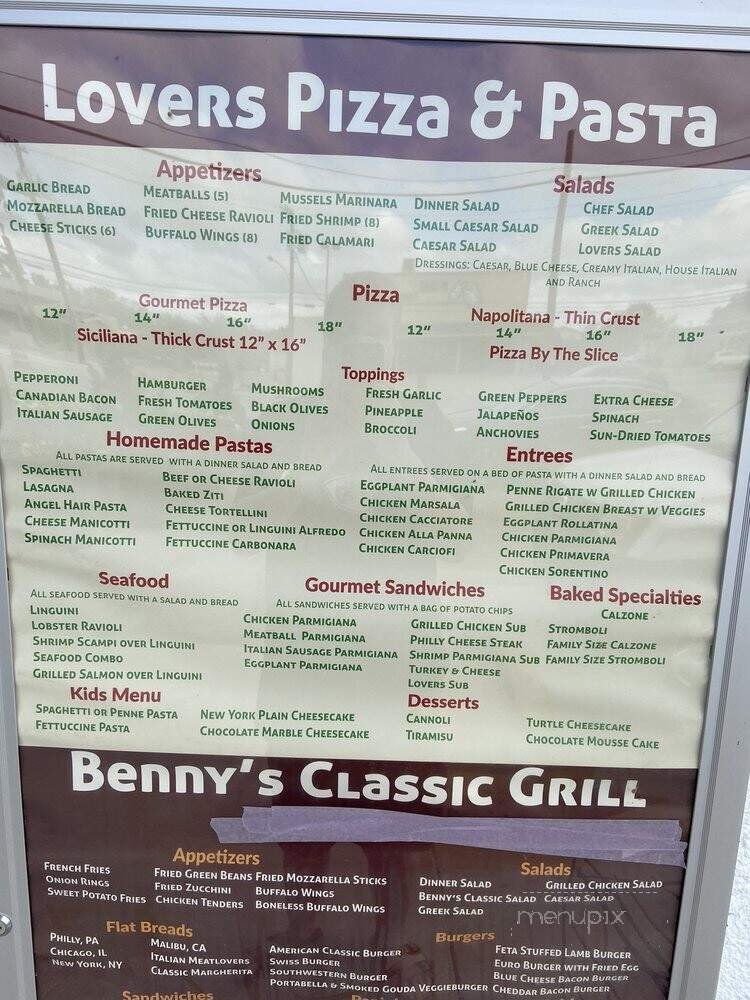 Lovers Pizza & Pasta
Appetizers
Garlic Bread
Mozzarella Bread
Cheese Sticks (6)
Meatballs (5)
Fried Cheese Ravioli
Buffalo Wings (8)
Mussels Marinara
Fried Shrimp (8)
Fried Calamari
Salads
Dinner Salad
Small Caesar Salad
Caesar Salad
Chef Salad
Greek Salad
Lovers Salad
Dressings: Caesar, Blue Cheese, Creamy Italian, House Italian
and Ranch
Pizza
Gourmet Pizza
12" 14" 16" 18"
Siciliana - Thick Crust 12" x 16"
Napolitana - Thin Crust
12" 14" 16" 18"
Pizza By The Slice
Toppings
Pepperoni
Canadian Bacon
Italian Sausage
Hamburger
Fresh Tomatoes
Green Olives
Mushrooms
Black Olives
Onions
Fresh Garlic
Pineapple
Broccoli
Green Peppers
Jalapeños
Anchovies
Extra Cheese
Spinach
Sun-Dried Tomatoes
Homemade Pastas
All pastas are served with a dinner salad and bread
Spaghetti
Lasagna
Angel Hair Pasta
Cheese Manicotti
Spinach Manicotti
Beef or Cheese Ravioli
Baked Ziti
Cheese Tortellini
Fettuccine or Linguini Alfredo
Fettuccine Carbonara
Entrees
All entrees served on a bed of pasta with a dinner salad and bread
Eggplant Parmigiana
Chicken Marsala
Chicken Cacciatore
Chicken Alla Panna
Chicken Carciofi
Penne Rigate w Grilled Chicken
Grilled Chicken Breast w Veggies
Eggplant Rollatina
Chicken Parmigiana
Chicken Primavera
Chicken Sorentino
Seafood
All seafood served with a salad and bread
Linguini
Lobster Ravioli
Shrimp Scampi over Linguini
Seafood Combo
Grilled Salmon over Linguini
Gourmet Sandwiches
All sandwiches served with a bag of potato chips
Chicken Parmigiana
Meatball Parmigiana
Italian Sausage Parmigiana
Eggplant Parmigiana
Grilled Chicken Sub
Philly Cheese Steak
Shrimp Parmigiana Sub
Turkey & Cheese
Lovers Sub
Baked Specialties
Calzone
Stromboli
Family Size Calzone
Family Size Stromboli
Kids Menu
Spaghetti or Penne Pasta
Fettuccine Pasta
Desserts
New York Plain Cheesecake
Chocolate Marble Cheesecake
Cannoli
Tiramisu
Turtle Cheesecake
Chocolate Mousse Cake
Benny's Classic Grill
Appetizers
French Fries
Onion Rings
Sweet Potato Fries
Fried Green Beans
Fried Zucchini
Chicken Tenders
Fried Mozzarella Sticks
Buffalo Wings
Boneless Buffalo Wings
Salads
Dinner Salad
Benny's Classic Salad
Greek Salad
Grilled Chicken Salad
Caesar Salad
menupix
Flat Breads
Philly, PA
Chicago, IL
New York, NY
Malibu, CA
Italian Meatlovers
Classic Margherita
Burgers
American Classic Burger
Swiss Burger
Southwestern Burger
Portabella & Smoked Gouda Veggieburger
Feta Stuffed Lamb Burger
Euro Burger with Fried Egg
Blue Cheese Bacon Burger
Cheddar Bacon Burger
Sandwiches